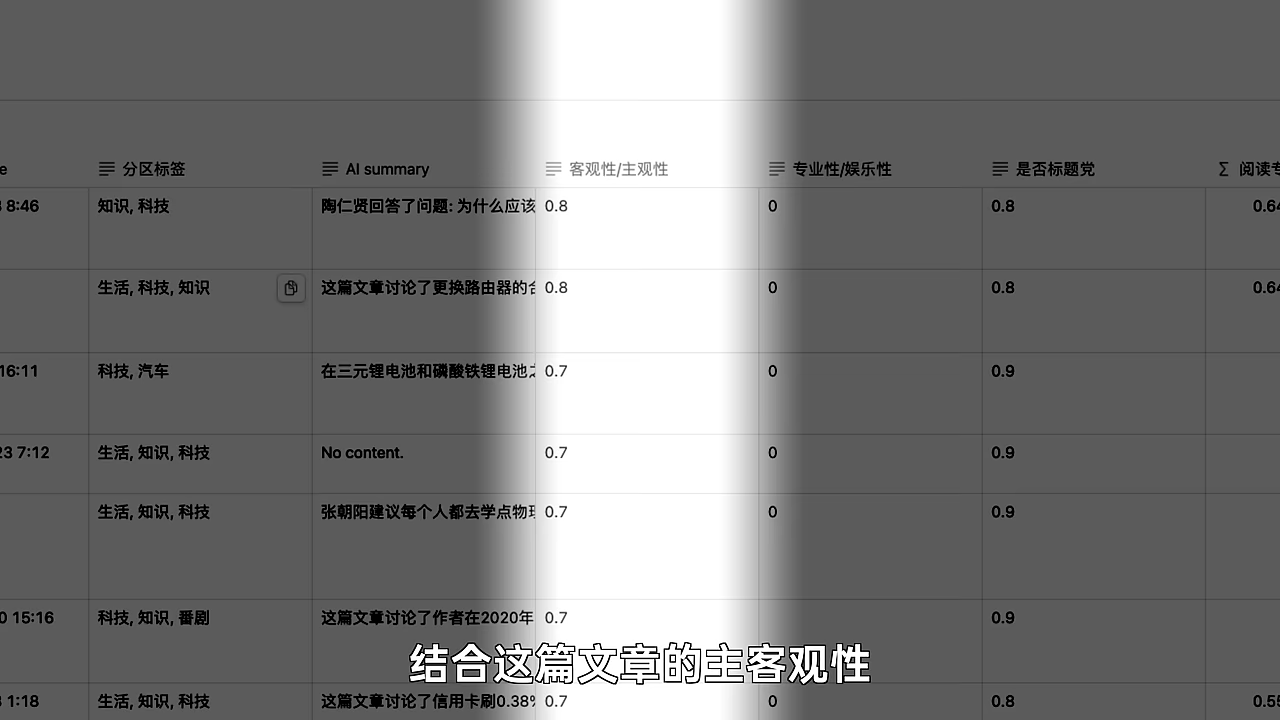 e 分区标签 AI summary 客观性/主观性 专业性/娱乐性 是否标题党 Σ 阅读
8:46 知识, 科技 陶仁贤回答了问题: 为什么应该 0.8 0 0.8 0.64
生活, 科技, 知识 这篇文章讨论了更换路由器的 0.8 0 0.8 0.64
16:11 科技, 汽车 在三元锂电池和磷酸铁锂电池 0.7 0 0.9
23 7:12 生活, 知识, 科技 No content. 0.7 0 0.9
生活, 知识, 科技 张朝阳建议每个人都去学点物理 0.7 0 0.9
0 15:16 科技, 知识, 番剧 这篇文章讨论了作者在2020年 0.7 0.9
结合这篇文章的主客观性
1:18 生活, 知识, 科技 这篇文章讨论了信用卡刷0.38% 0.7 0 0.8 0.5